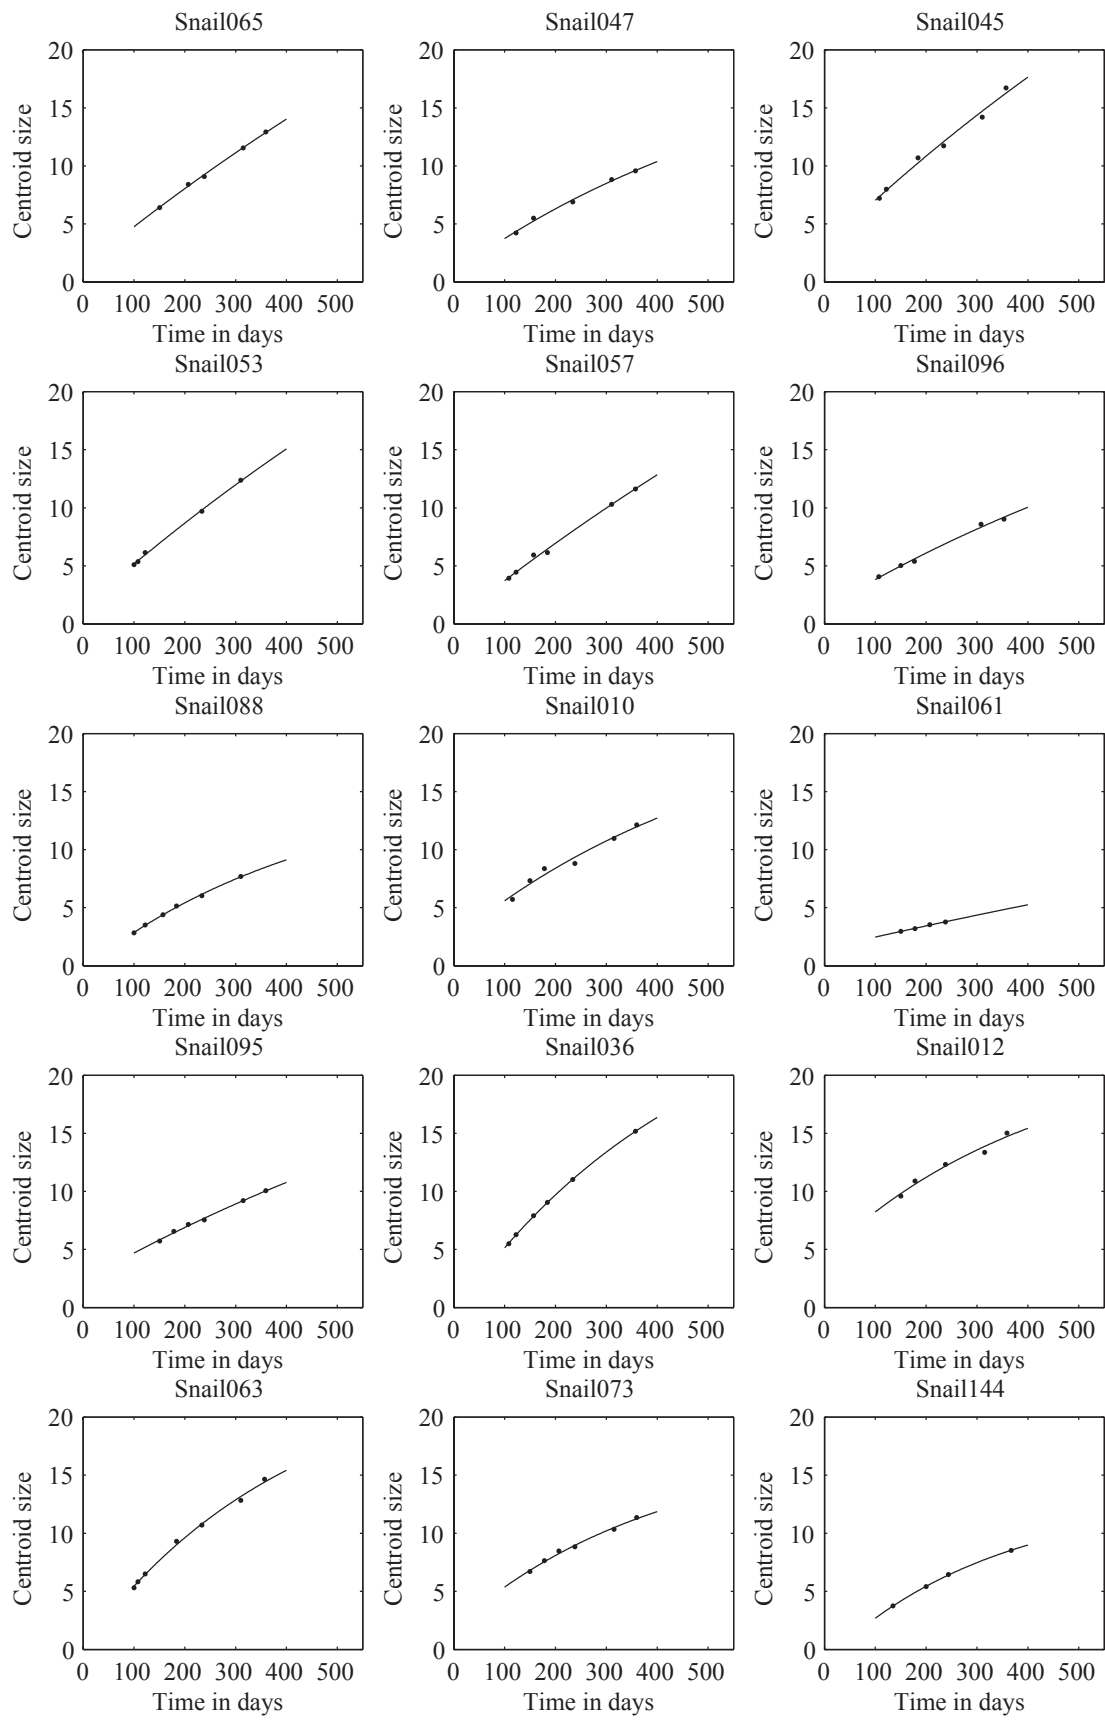 Snail065 Snail047 Snail045
20 20 20
15 15 15
Centroid size Centroid size Centroid size
10 10 10
5 5 5
0 0 0
0 100 200 300 400 500 0 100 200 300 400 500 0 100 200 300 400 500
Time in days Time in days Time in days
Snail053 Snail057 Snail096
20 20 20
15 15 15
Centroid size Centroid size Centroid size
10 10 10
5 5 5
0 0 0
0 100 200 300 400 500 0 100 200 300 400 500 0 100 200 300 400 500
Time in days Time in days Time in days
Snail088 Snail010 Snail061
20 20 20
15 15 15
Centroid size Centroid size Centroid size
10 10 10
5 5 5
0 0 0
0 100 200 300 400 500 0 100 200 300 400 500 0 100 200 300 400 500
Time in days Time in days Time in days
Snail095 Snail036 Snail012
20 20 20
15 15 15
Centroid size Centroid size Centroid size
10 10 10
5 5 5
0 0 0
0 100 200 300 400 500 0 100 200 300 400 500 0 100 200 300 400 500
Time in days Time in days Time in days
Snail063 Snail073 Snail144
20 20 20
15 15 15
Centroid size Centroid size Centroid size
10 10 10
5 5 5
0 0 0
0 100 200 300 400 500 0 100 200 300 400 500 0 100 200 300 400 500
Time in days Time in days Time in days